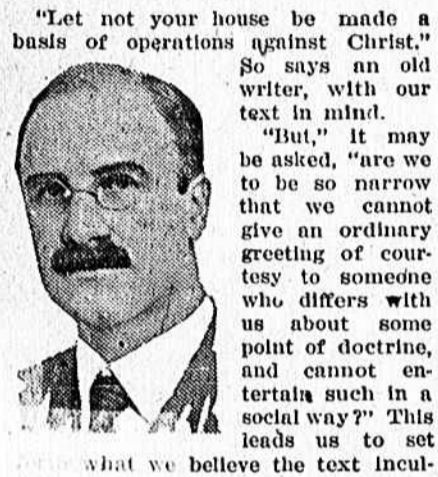 "Let not your house be made a
basis of operations against Christ."
So says an old
writer, with our
text in mind.
"But," it may
be asked, "are we
to be so narrow
that we cannot
give an ordinary
greeting of cour-
tesy to someone
who differs with
us about some
point of doctrine,
and cannot en-
tertain such in a
social way?" This
leads us to set
what we believe the text incul-